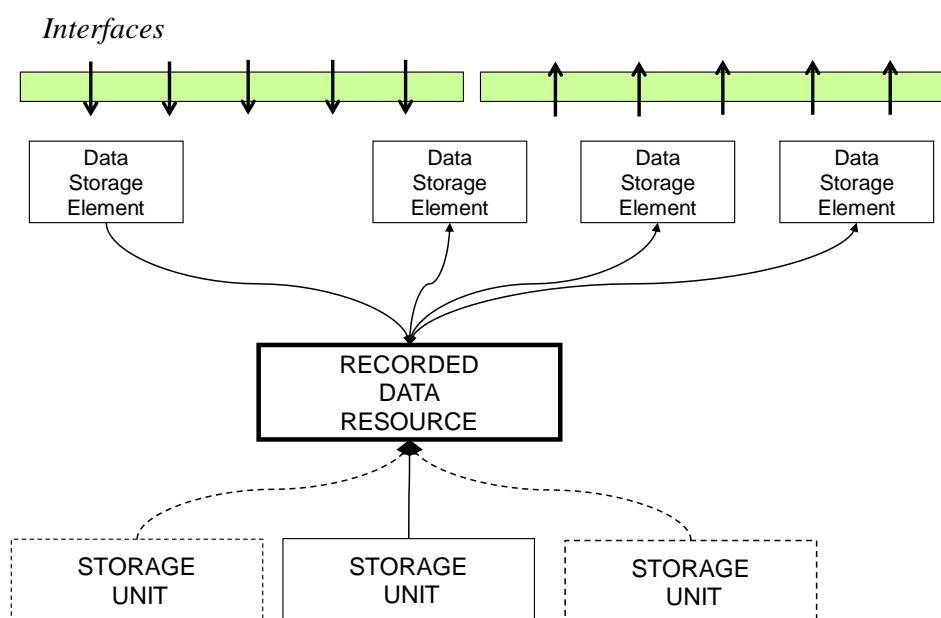 Interfaces
Data
Storage
Element
Data
Storage
Element
Data
Storage
Element
Data
Storage
Element
RECORDED
DATA
RESOURCE
STORAGE
UNIT
STORAGE
UNIT
STORAGE
UNIT